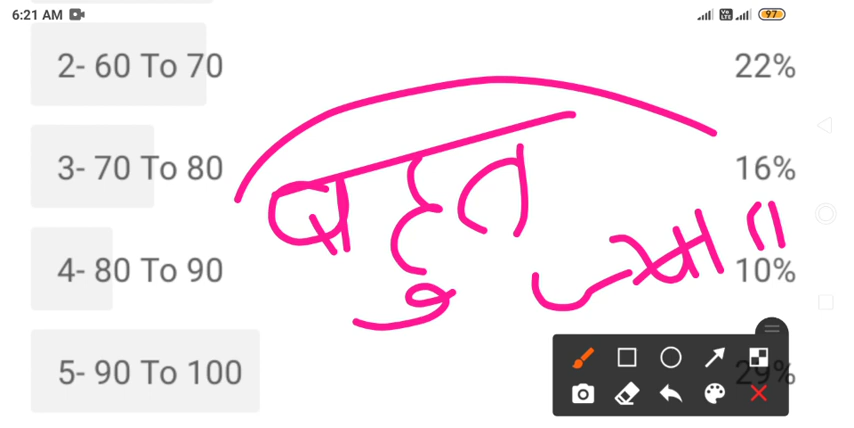 6:21 AM 97
2- 60 To 70 22%
3- 70 To 80 16%
बहुत
4- 80 To 90 10%
5- 90 To 100 29%